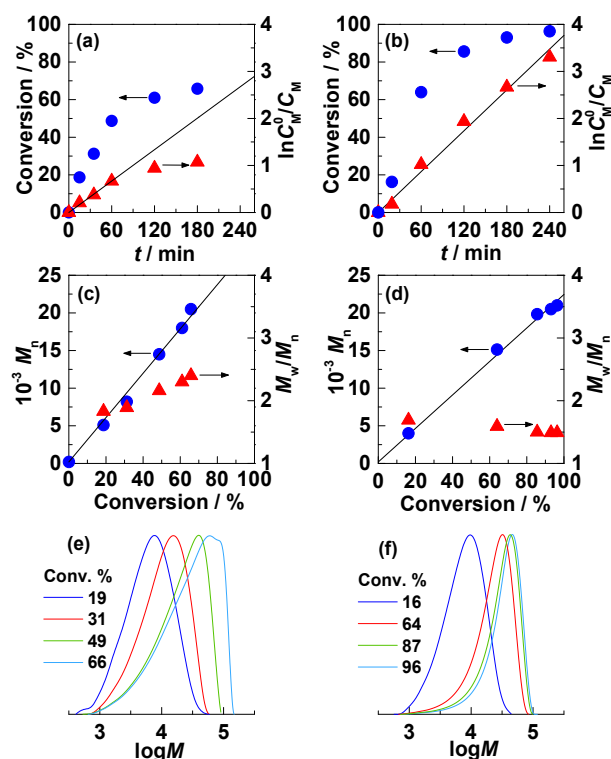 (a)
Conversion / %
100
80
60
40
20
0
4
3
2
1
0
lnC_M^0/C_M
0 60 120 180 240
t / min
(b)
Conversion / %
100
80
60
40
20
0
4
3
2
1
0
lnC_M^0/C_M
0 60 120 180 240
t / min
(c)
10^-3 M_n
25
20
15
10
5
0
4
3
2
1
M_w/M_n
0 20 40 60 80 100
Conversion / %
(d)
10^-3 M_n
25
20
15
10
5
0
4
3
2
1
M_w/M_n
0 20 40 60 80 100
Conversion / %
(e)
Conv. %
19
31
49
66
3 4 5
logM
(f)
Conv. %
16
64
87
96
3 4 5
logM